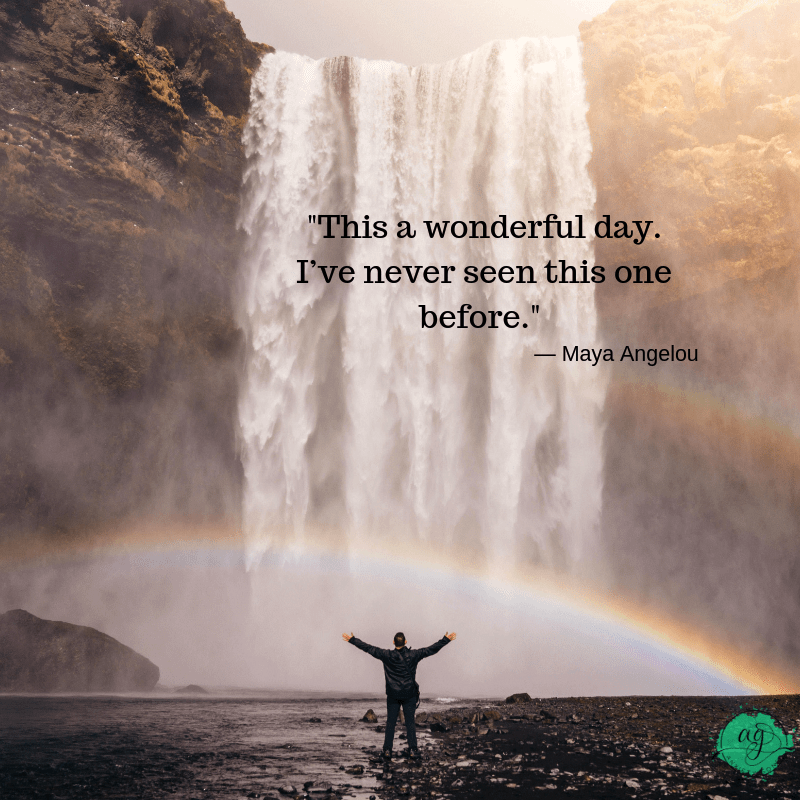 "This a wonderful day.
I’ve never seen this one
before."
— Maya Angelou
ag